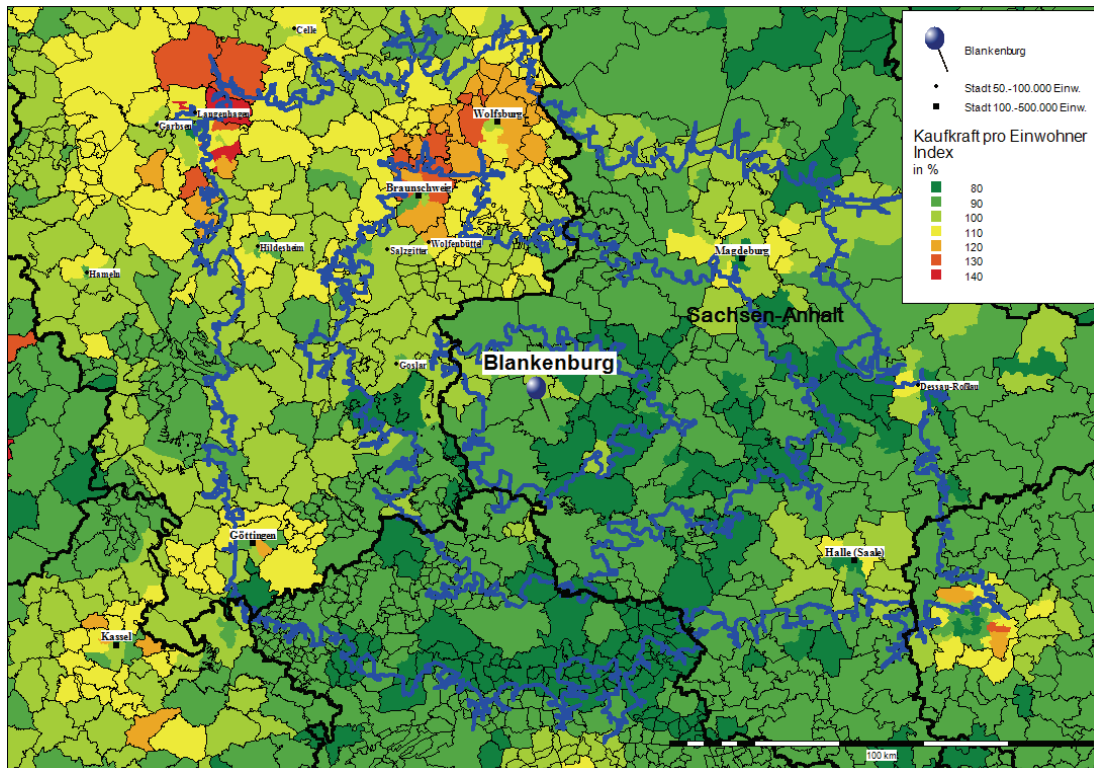 Celle
Langenhagen
Garbsen
Wolfsburg
Braunschweig
Hildesheim
Salzgitter
Wolfenbüttel
Hameln
Magdeburg
Sachsen-Anhalt
Goslar
Blankenburg
Dessau-Roßlau
Göttingen
Halle (Saale)
Kassel
100 km
Blankenburg
Stadt 50.-100.000 Einw.
Stadt 100.-500.000 Einw.
Kaufkraft pro Einwohner
Index
in %
80
90
100
110
120
130
140